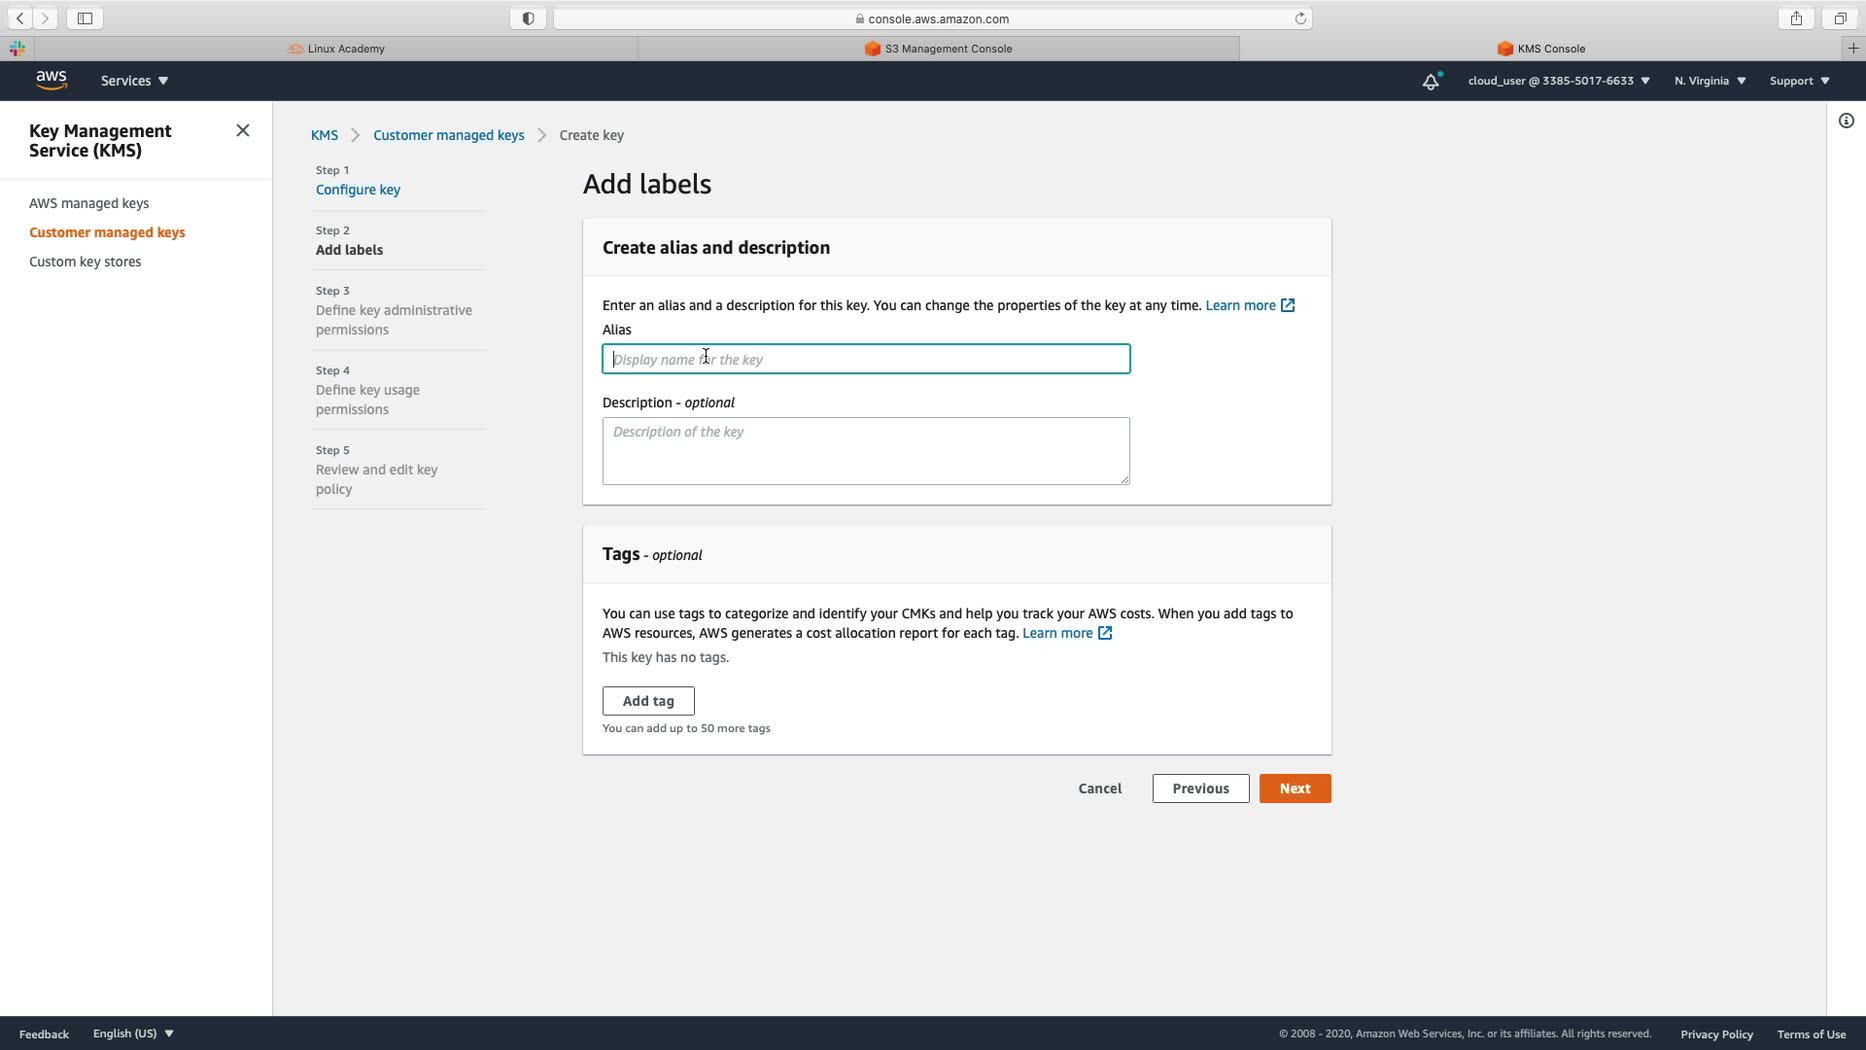 console.aws.amazon.com
Linux Academy
S3 Management Console
KMS Console
aws
Services
cloud_user @ 3385-5017-6633
N. Virginia
Support
Key Management
Service (KMS)
AWS managed keys
Customer managed keys
Custom key stores
KMS
Customer managed keys
Create key
Step 1
Configure key
Step 2
Add labels
Step 3
Define key administrative
permissions
Step 4
Define key usage
permissions
Step 5
Review and edit key
policy
Add labels
Create alias and description
Enter an alias and a description for this key. You can change the properties of the key at any time. Learn more
Alias
Display name for the key
Description - optional
Description of the key
Tags - optional
You can use tags to categorize and identify your CMKs and help you track your AWS costs. When you add tags to
AWS resources, AWS generates a cost allocation report for each tag. Learn more
This key has no tags.
Add tag
You can add up to 50 more tags
Cancel
Previous
Next
Feedback
English (US)
© 2008 - 2020, Amazon Web Services, Inc. or its affiliates. All rights reserved.
Privacy Policy
Terms of Use